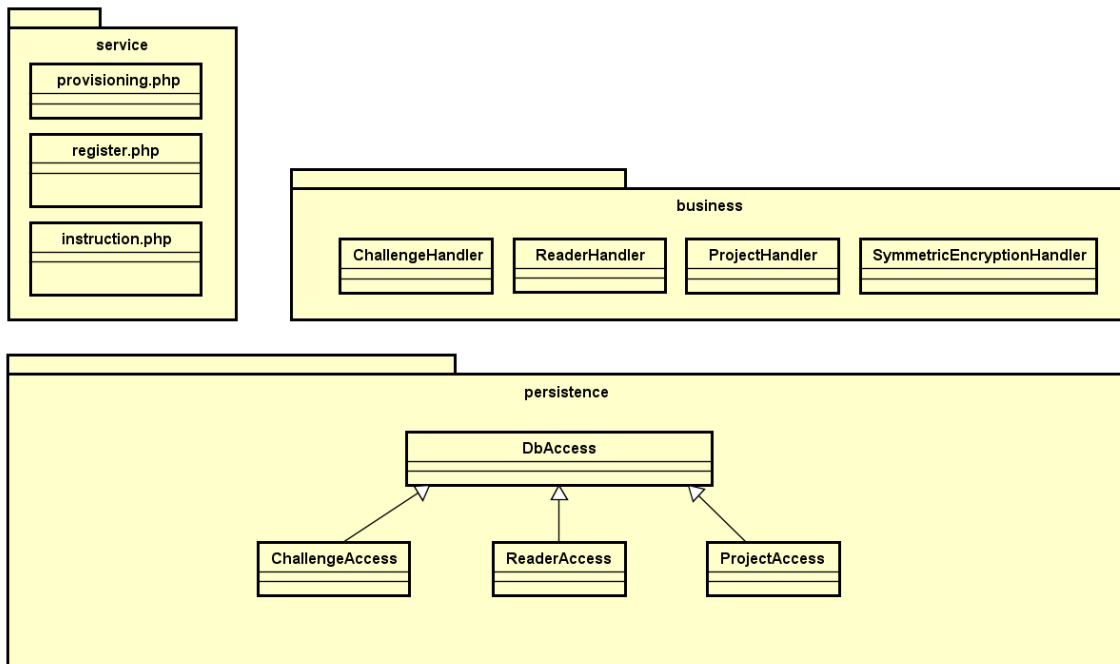 service
provisioning.php
register.php
instruction.php
business
ChallengeHandler
ReaderHandler
ProjectHandler
SymmetricEncryptionHandler
persistence
DbAccess
ChallengeAccess
ReaderAccess
ProjectAccess